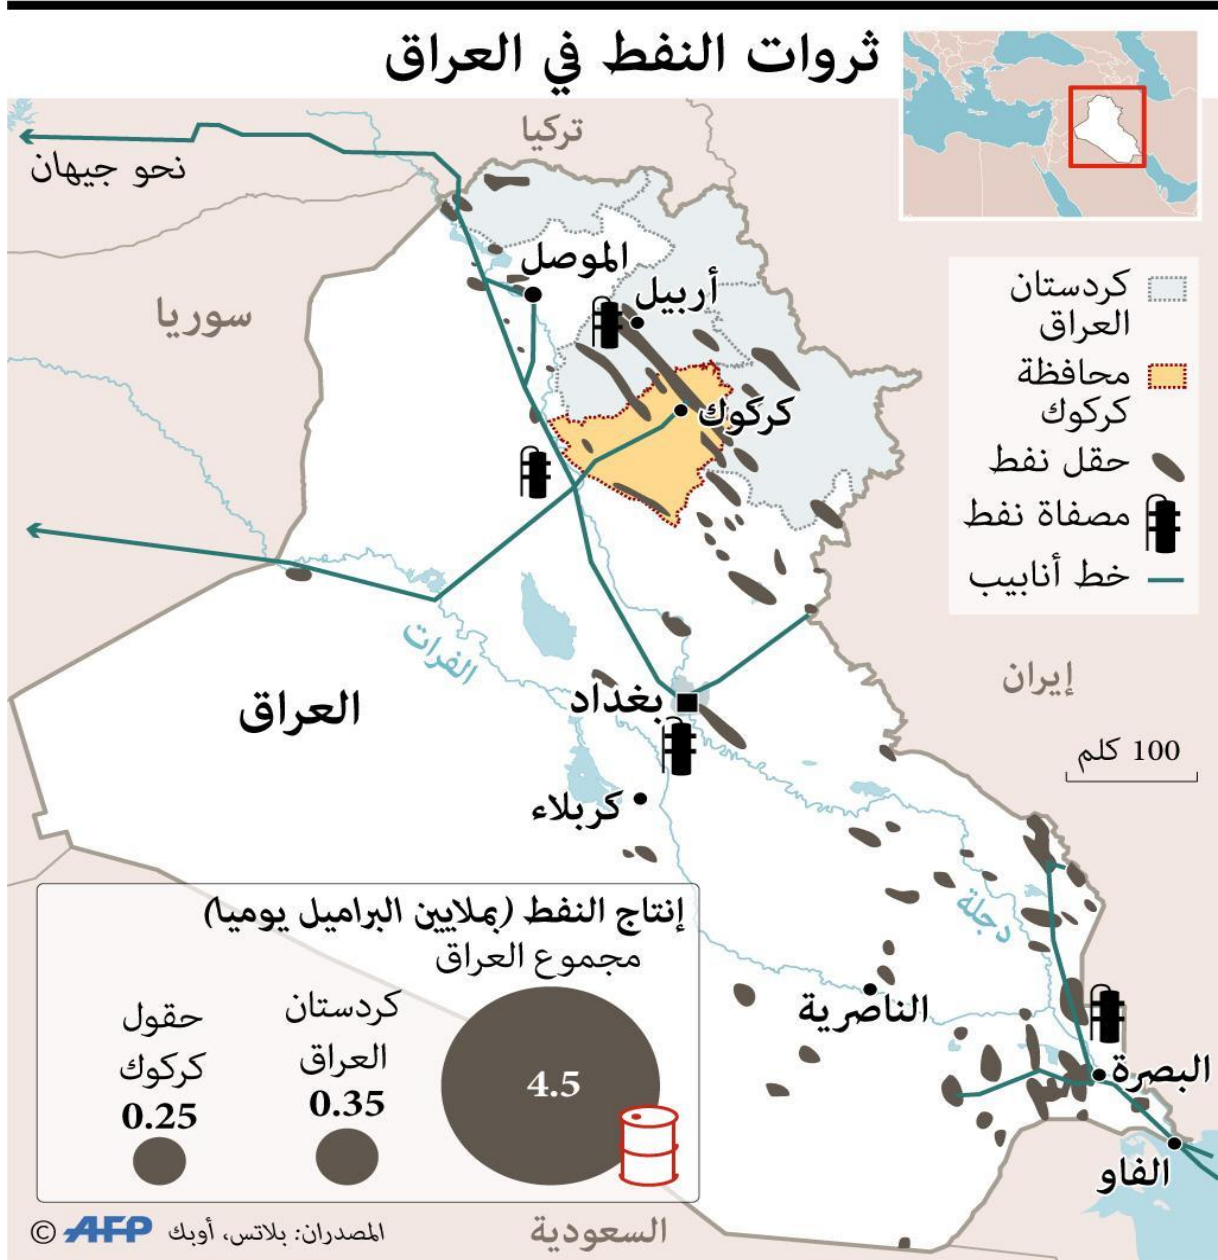 ثروات النفط في العراق
تركيا
نحو جيهان
الموصل
أربيل
سوريا
كركوك
كردستان
العراق
محافظة
كركوك
حقل نفط
مصفاة نفط
خط أنابيب
الفرات
إيران
العراق
بغداد
100 كلم
كربلاء
دجلة
الناصرية
البصرة
الفاو
إنتاج النفط (بملايين البراميل يوميا)
مجموع العراق
4.5
كردستان
العراق
0.35
حقول
كركوك
0.25
السعودية
المصدران: بلاتس، أوبك AFP ©